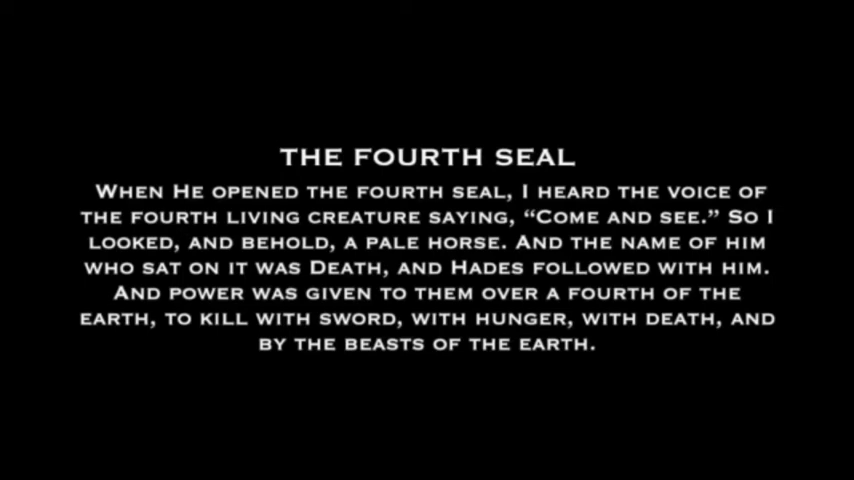 THE FOURTH SEAL
WHEN HE OPENED THE FOURTH SEAL, I HEARD THE VOICE OF
THE FOURTH LIVING CREATURE SAYING, “COME AND SEE.” SO I
LOOKED, AND BEHOLD, A PALE HORSE. AND THE NAME OF HIM
WHO SAT ON IT WAS DEATH, AND HADES FOLLOWED WITH HIM.
AND POWER WAS GIVEN TO THEM OVER A FOURTH OF THE
EARTH, TO KILL WITH SWORD, WITH HUNGER, WITH DEATH, AND
BY THE BEASTS OF THE EARTH.